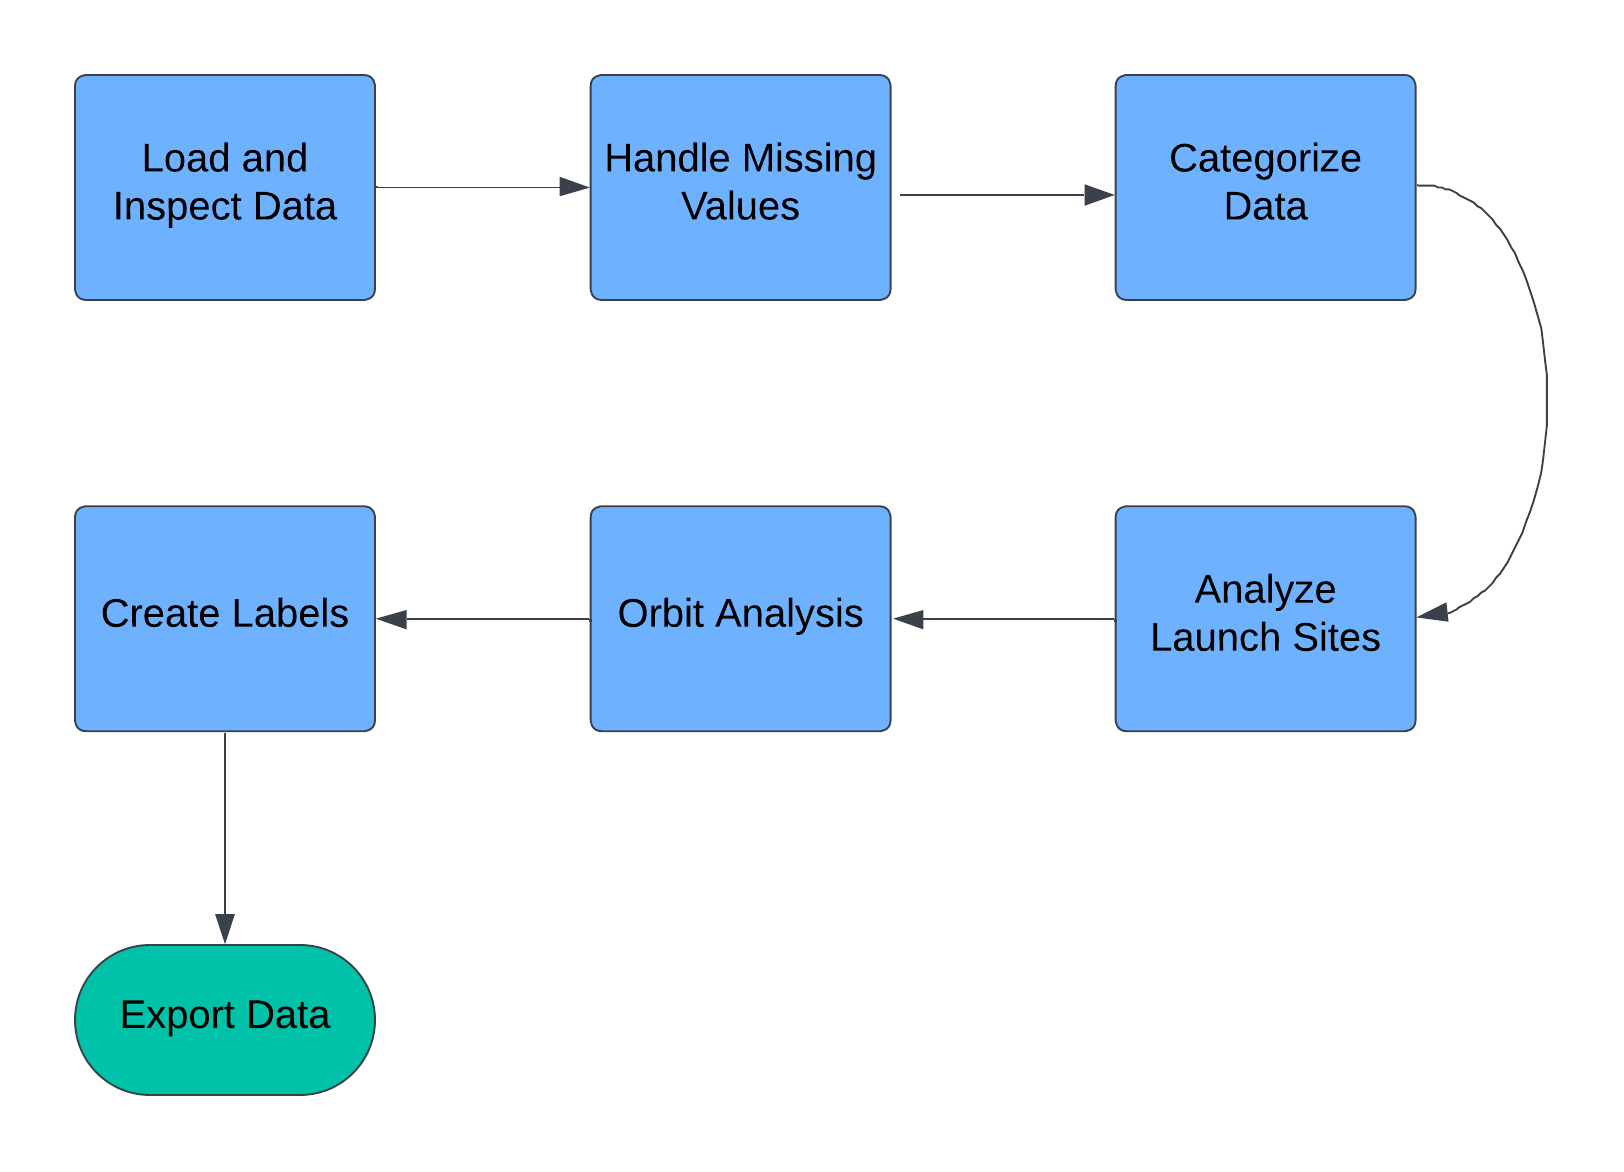 Load and
Inspect Data
Handle Missing
Values
Categorize
Data
Analyze
Launch Sites
Orbit Analysis
Create Labels
Export Data